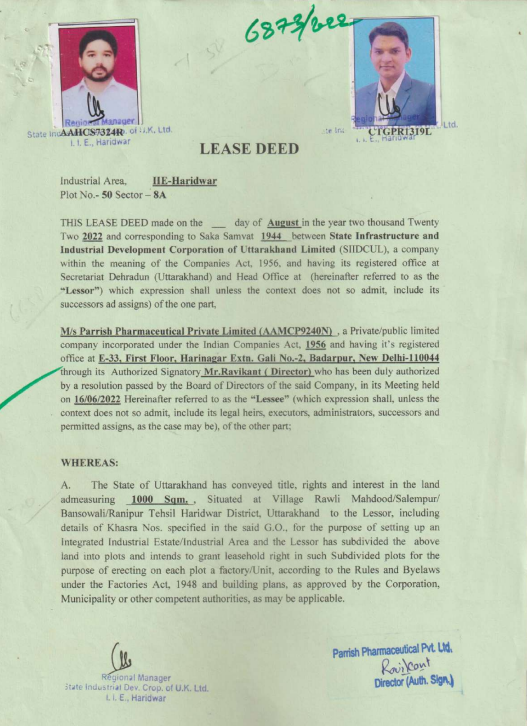 6873/2022
Regional Manager
State Industrial Dev. Crop. of U.K, Ltd.
AAHCS7324R
I. I. E., Haridwar
Regional Manager
CTGPR1319L
Ltd.
I. I. E., Haridwar
LEASE DEED
Industrial Area, IIE-Haridwar
Plot No.- 50 Sector – 8A
THIS LEASE DEED made on the ___ day of August in the year two thousand Twenty
Two 2022 and corresponding to Saka Samvat 1944 between State Infrastructure and
Industrial Development Corporation of Uttarakhand Limited (SIIDCUL), a company
within the meaning of the Companies Act, 1956, and having its registered office at
Secretariat Dehradun (Uttarakhand) and Head Office at (hereinafter referred to as the
“Lessor”) which expression shall unless the context does not so admit, include its
successors ad assigns) of the one part,
M/s Parrish Pharmaceutical Private Limited (AAMCP9240N) , a Private/public limited
company incorporated under the Indian Companies Act, 1956 and having it’s registered
office at E-33, First Floor, Harinagar Extn. Gali No.-2, Badarpur, New Delhi-110044
through its Authorized Signatory Mr.Ravikant ( Director) who has been duly authorized
by a resolution passed by the Board of Directors of the said Company, in its Meeting held
on 16/06/2022 Hereinafter referred to as the “Lessee” (which expression shall, unless the
context does not so admit, include its legal heirs, executors, administrators, successors and
permitted assigns, as the case may be), of the other part;
WHEREAS:
A. The State of Uttarakhand has conveyed title, rights and interest in the land
admeasuring 1000 Sqm. , Situated at Village Rawli Mahdood/Salempur/
Bansowali/Ranipur Tehsil Haridwar District, Uttarakhand to the Lessor, including
details of Khasra Nos. specified in the said G.O., for the purpose of setting up an
Integrated Industrial Estate/Industrial Area and the Lessor has subdivided the above
land into plots and intends to grant leasehold right in such Subdivided plots for the
purpose of erecting on each plot a factory/Unit, according to the Rules and Byelaws
under the Factories Act, 1948 and building plans, as approved by the Corporation,
Municipality or other competent authorities, as may be applicable.
Regional Manager
State Industrial Dev. Crop. of U.K. Ltd.
I. I. E., Haridwar
Parrish Pharmaceutical Pvt. Ltd.
Ravikant
Director (Auth. Sign.)